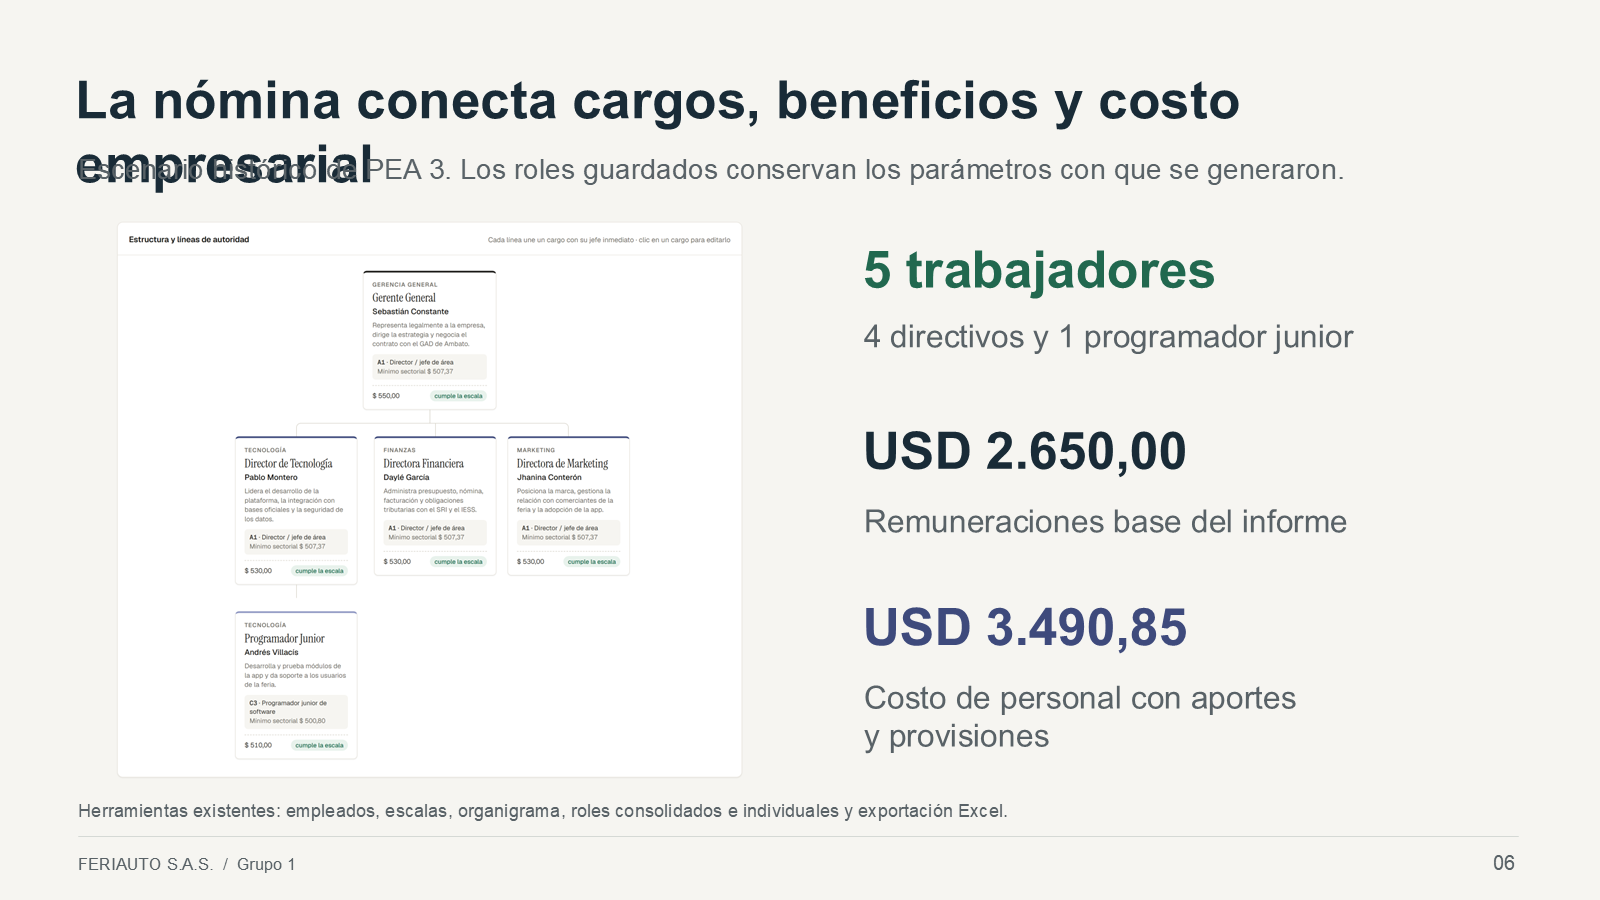 La nómina conecta cargos, beneficios y costo
empresarial
Escenario histórico de PEA 3. Los roles guardados conservan los parámetros con que se generaron.
Estructura y líneas de autoridad
Cada línea une un cargo con su jefe inmediato · clic en un cargo para editarlo
GERENCIA GENERAL
Gerente General
Sebastián Constante
Representa legalmente a la empresa,
dirige la estrategia y negocia el
contrato con el GAD de Ambato.
A1 · Director / jefe de área
Mínimo sectorial $ 507,37
$ 550,00
cumple la escala
TECNOLOGÍA
Director de Tecnología
Pablo Montero
Lidera el desarrollo de la
plataforma, la integración con
bases oficiales y la seguridad de
los datos.
A1 · Director / jefe de área
Mínimo sectorial $ 507,37
$ 530,00
cumple la escala
FINANZAS
Directora Financiera
Daylé García
Administra presupuesto, nómina,
facturación y obligaciones
tributarias con el SRI y el IESS.
A1 · Director / jefe de área
Mínimo sectorial $ 507,37
$ 530,00
cumple la escala
MARKETING
Directora de Marketing
Jhanina Conterón
Posiciona la marca, gestiona la
relación con comerciantes de la
feria y la adopción de la app.
A1 · Director / jefe de área
Mínimo sectorial $ 507,37
$ 530,00
cumple la escala
TECNOLOGÍA
Programador Junior
Andrés Villacís
Desarrolla y prueba módulos de
la app y da soporte a los usuarios
de la feria.
C3 · Programador junior de
software
Mínimo sectorial $ 500,80
$ 510,00
cumple la escala
5 trabajadores
4 directivos y 1 programador junior
USD 2.650,00
Remuneraciones base del informe
USD 3.490,85
Costo de personal con aportes
y provisiones
Herramientas existentes: empleados, escalas, organigrama, roles consolidados e individuales y exportación Excel.
FERIAUTO S.A.S. / Grupo 1
06